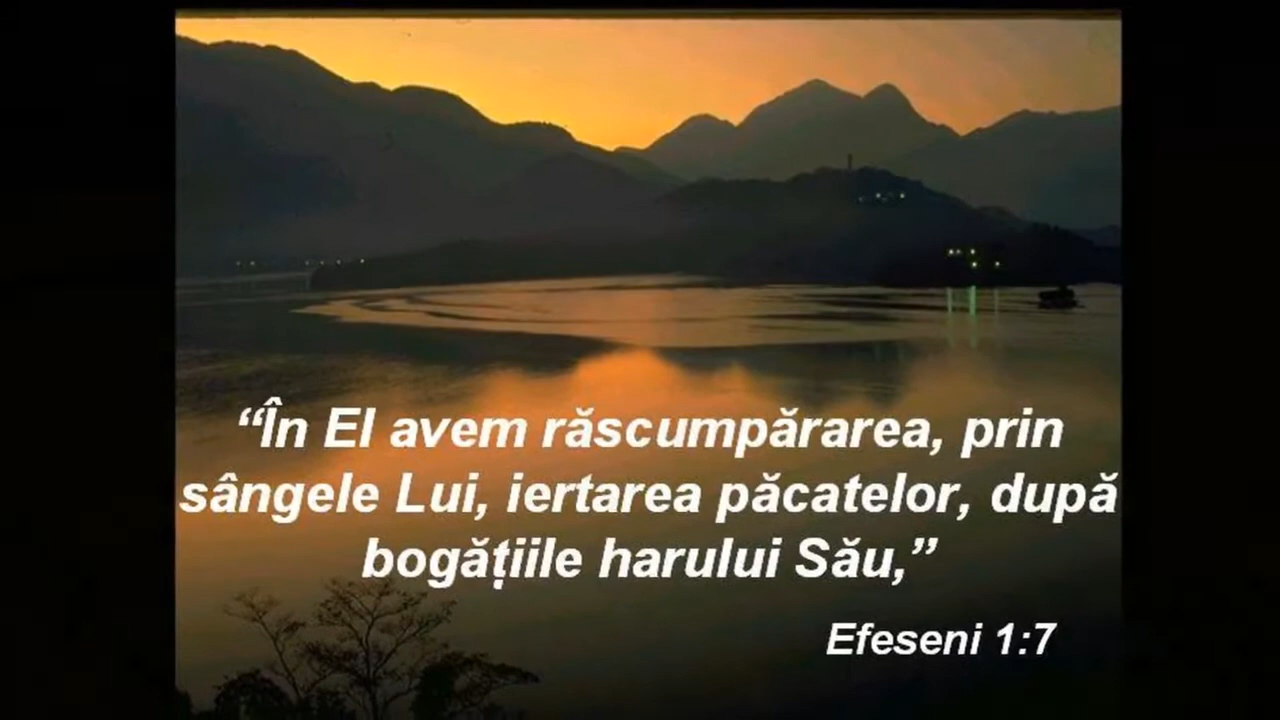 “În El avem răscumpărarea, prin
sângele Lui, iertarea păcatelor, după
bogățiile harului Său,”
Efeseni 1:7